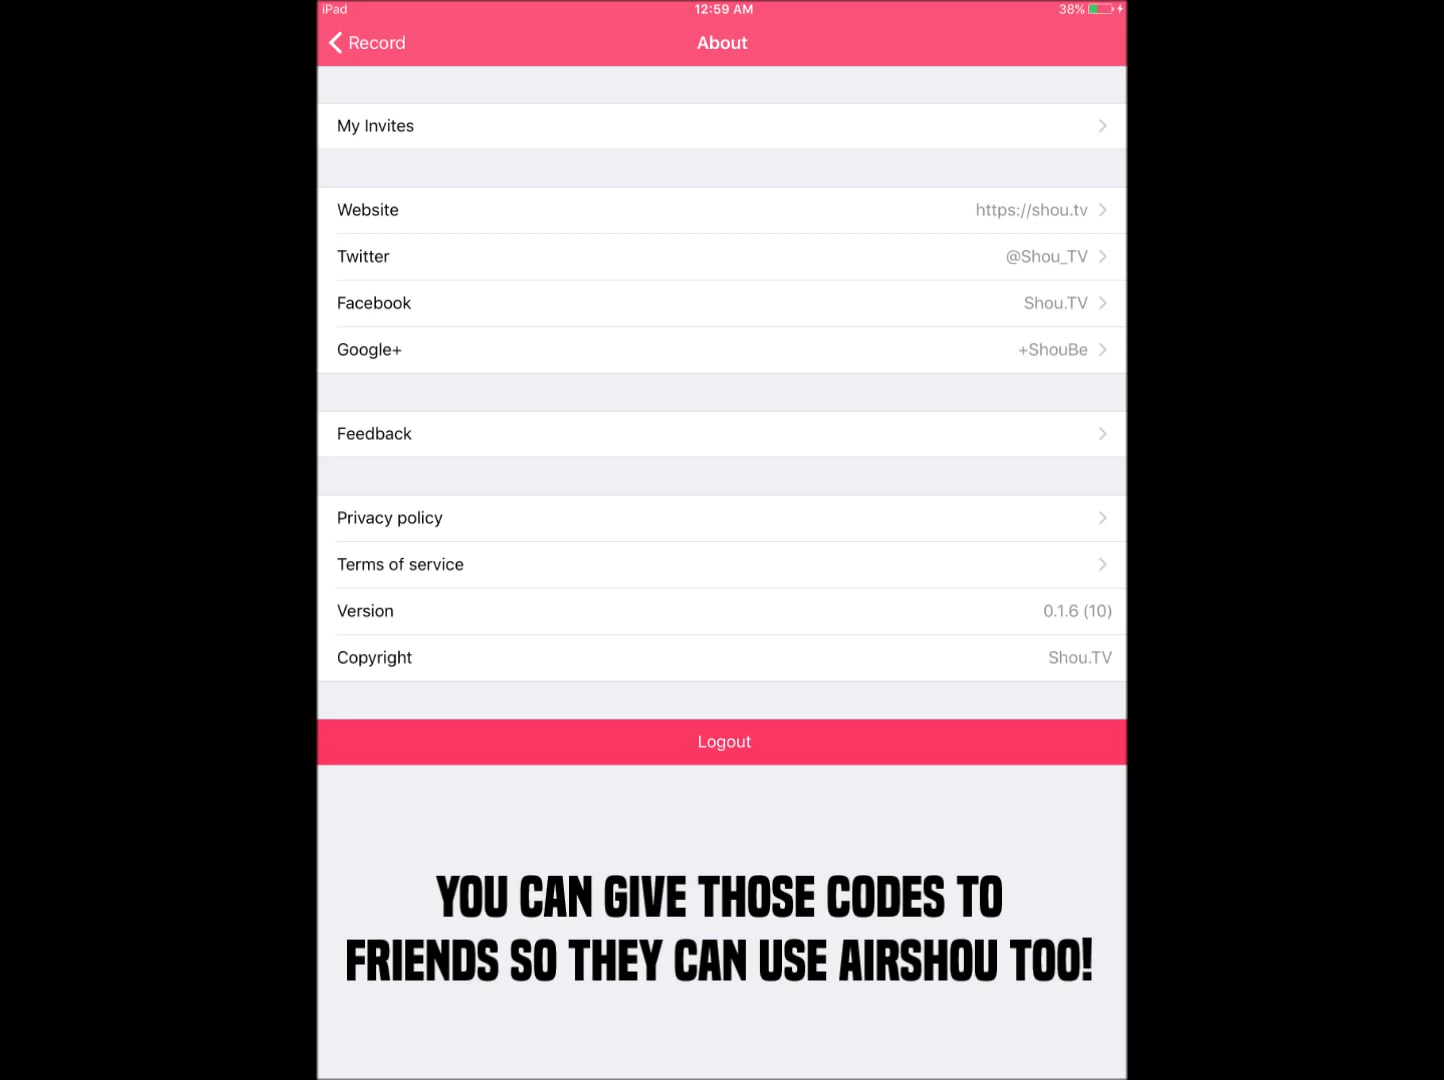 iPad 12:59 AM 38%
Record About
My Invites
Website https://shou.tv
Twitter @Shou_TV
Facebook Shou.TV
Google+ +ShouBe
Feedback
Privacy policy
Terms of service
Version 0.1.6 (10)
Copyright Shou.TV
Logout
YOU CAN GIVE THOSE CODES TO
FRIENDS SO THEY CAN USE AIRSHOU TOO!